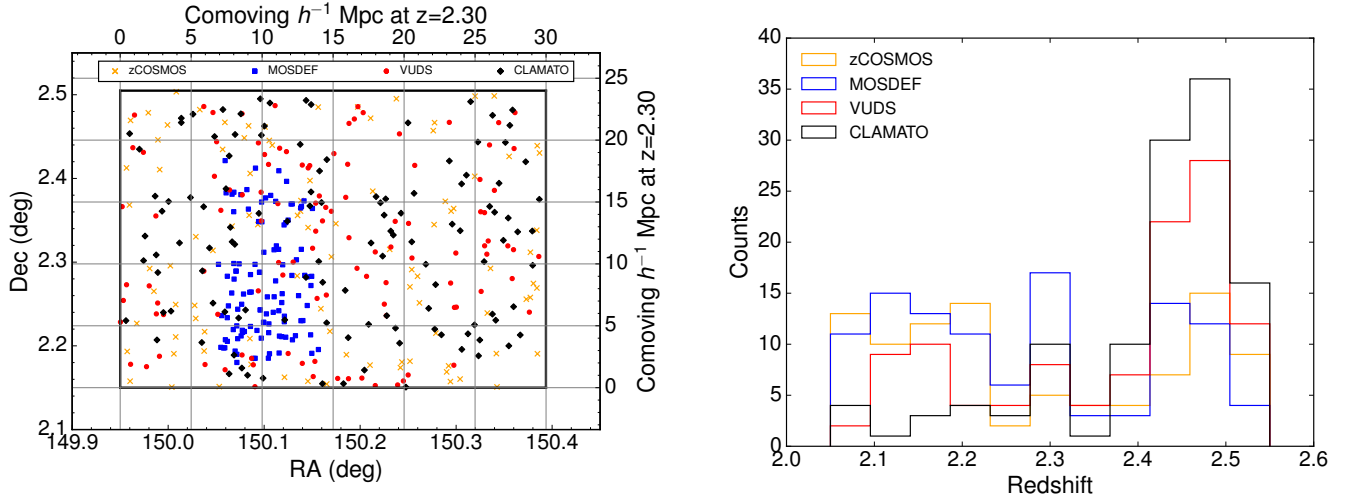 Comoving h⁻¹ Mpc at z=2.30
0 5 10 15 20 25 30
zCOSMOS MOSDEF VUDS CLAMATO
2.5
2.4
2.3
2.2
2.1
Dec (deg)
25
20
15
10
5
0
Comoving h⁻¹ Mpc at z=2.30
149.9 150.0 150.1 150.2 150.3 150.4
RA (deg)
40
35
30
25
20
15
10
5
0
Counts
zCOSMOS
MOSDEF
VUDS
CLAMATO
2.0 2.1 2.2 2.3 2.4 2.5 2.6
Redshift